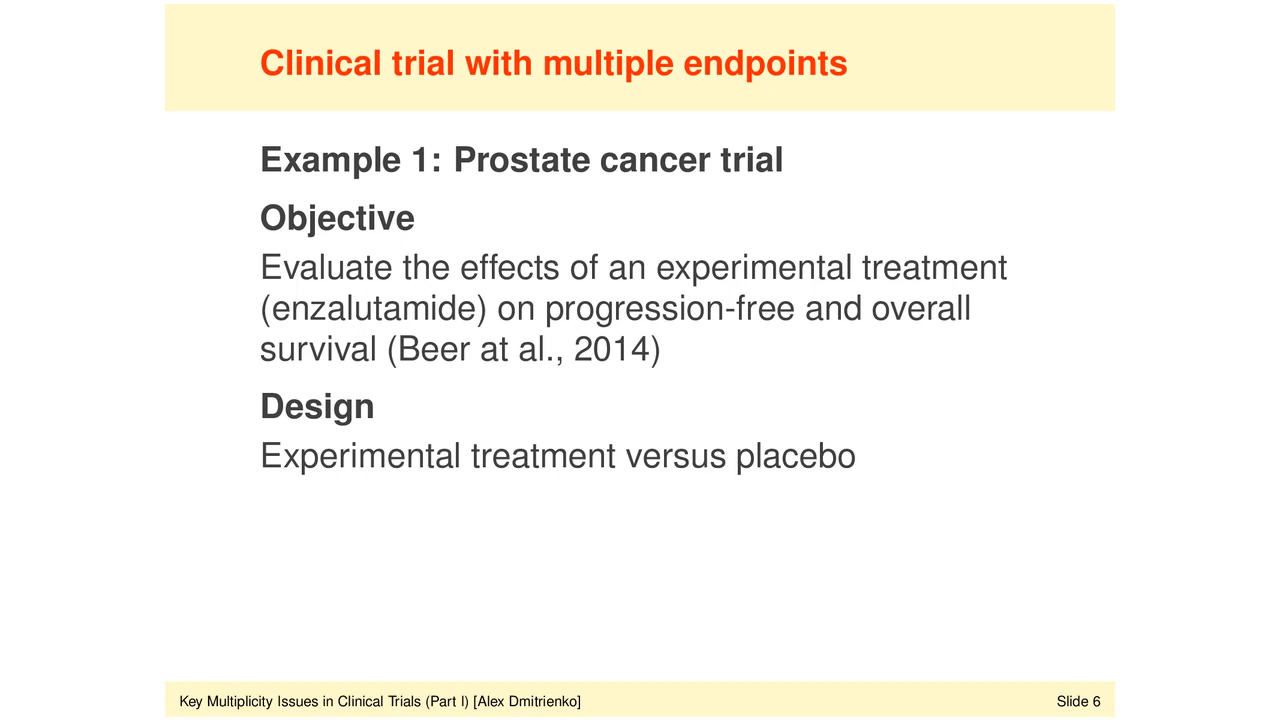 Clinical trial with multiple endpoints
Example 1: Prostate cancer trial
Objective
Evaluate the effects of an experimental treatment
(enzalutamide) on progression-free and overall
survival (Beer at al., 2014)
Design
Experimental treatment versus placebo
Key Multiplicity Issues in Clinical Trials (Part I) [Alex Dmitrienko]
Slide 6